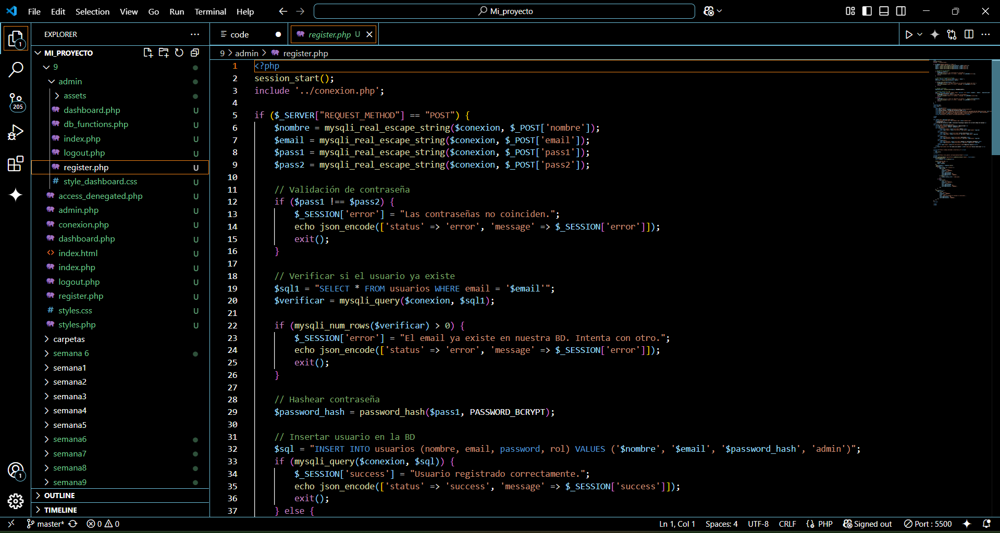 File Edit Selection View Go Run Terminal Help
Mi_proyecto
EXPLORER
code
register.php U
MI_PROYECTO
9 > admin > register.php
9
admin
assets
dashboard.php U
db_functions.php U
index.php U
logout.php U
register.php U
style_dashboard.css U
access_denegated.php U
admin.php U
conexion.php U
dashboard.php U
index.html U
index.php U
logout.php U
register.php U
styles.css U
styles.php U
carpetas
semana 6
semana1
semana2
semana3
semana4
semana5
semana6
semana7
semana8
semana9
OUTLINE
TIMELINE
1
205
1
1 <?php
2 session_start();
3 include '../conexion.php';
4
5 if ($_SERVER["REQUEST_METHOD"] == "POST") {
6 $nombre = mysqli_real_escape_string($conexion, $_POST['nombre']);
7 $email = mysqli_real_escape_string($conexion, $_POST['email']);
8 $pass1 = mysqli_real_escape_string($conexion, $_POST['pass1']);
9 $pass2 = mysqli_real_escape_string($conexion, $_POST['pass2']);
10
11 // Validación de contraseña
12 if ($pass1 !== $pass2) {
13 $_SESSION['error'] = "Las contraseñas no coinciden.";
14 echo json_encode(['status' => 'error', 'message' => $_SESSION['error']]);
15 exit();
16 }
17
18 // Verificar si el usuario ya existe
19 $sql1 = "SELECT * FROM usuarios WHERE email = '$email'";
20 $verificar = mysqli_query($conexion, $sql1);
21
22 if (mysqli_num_rows($verificar) > 0) {
23 $_SESSION['error'] = "El email ya existe en nuestra BD. Intenta con otro.";
24 echo json_encode(['status' => 'error', 'message' => $_SESSION['error']]);
25 exit();
26 }
27
28 // Hashear contraseña
29 $password_hash = password_hash($pass1, PASSWORD_BCRYPT);
30
31 // Insertar usuario en la BD
32 $sql = "INSERT INTO usuarios (nombre, email, password, rol) VALUES ('$nombre', '$email', '$password_hash', 'admin')";
33 if (mysqli_query($conexion, $sql)) {
34 $_SESSION['success'] = "Usuario registrado correctamente.";
35 echo json_encode(['status' => 'success', 'message' => $_SESSION['success']]);
36 exit();
37 } else {
master* 0 0 Ln 1, Col 1 Spaces: 4 UTF-8 CRLF {} PHP Signed out Port : 5500